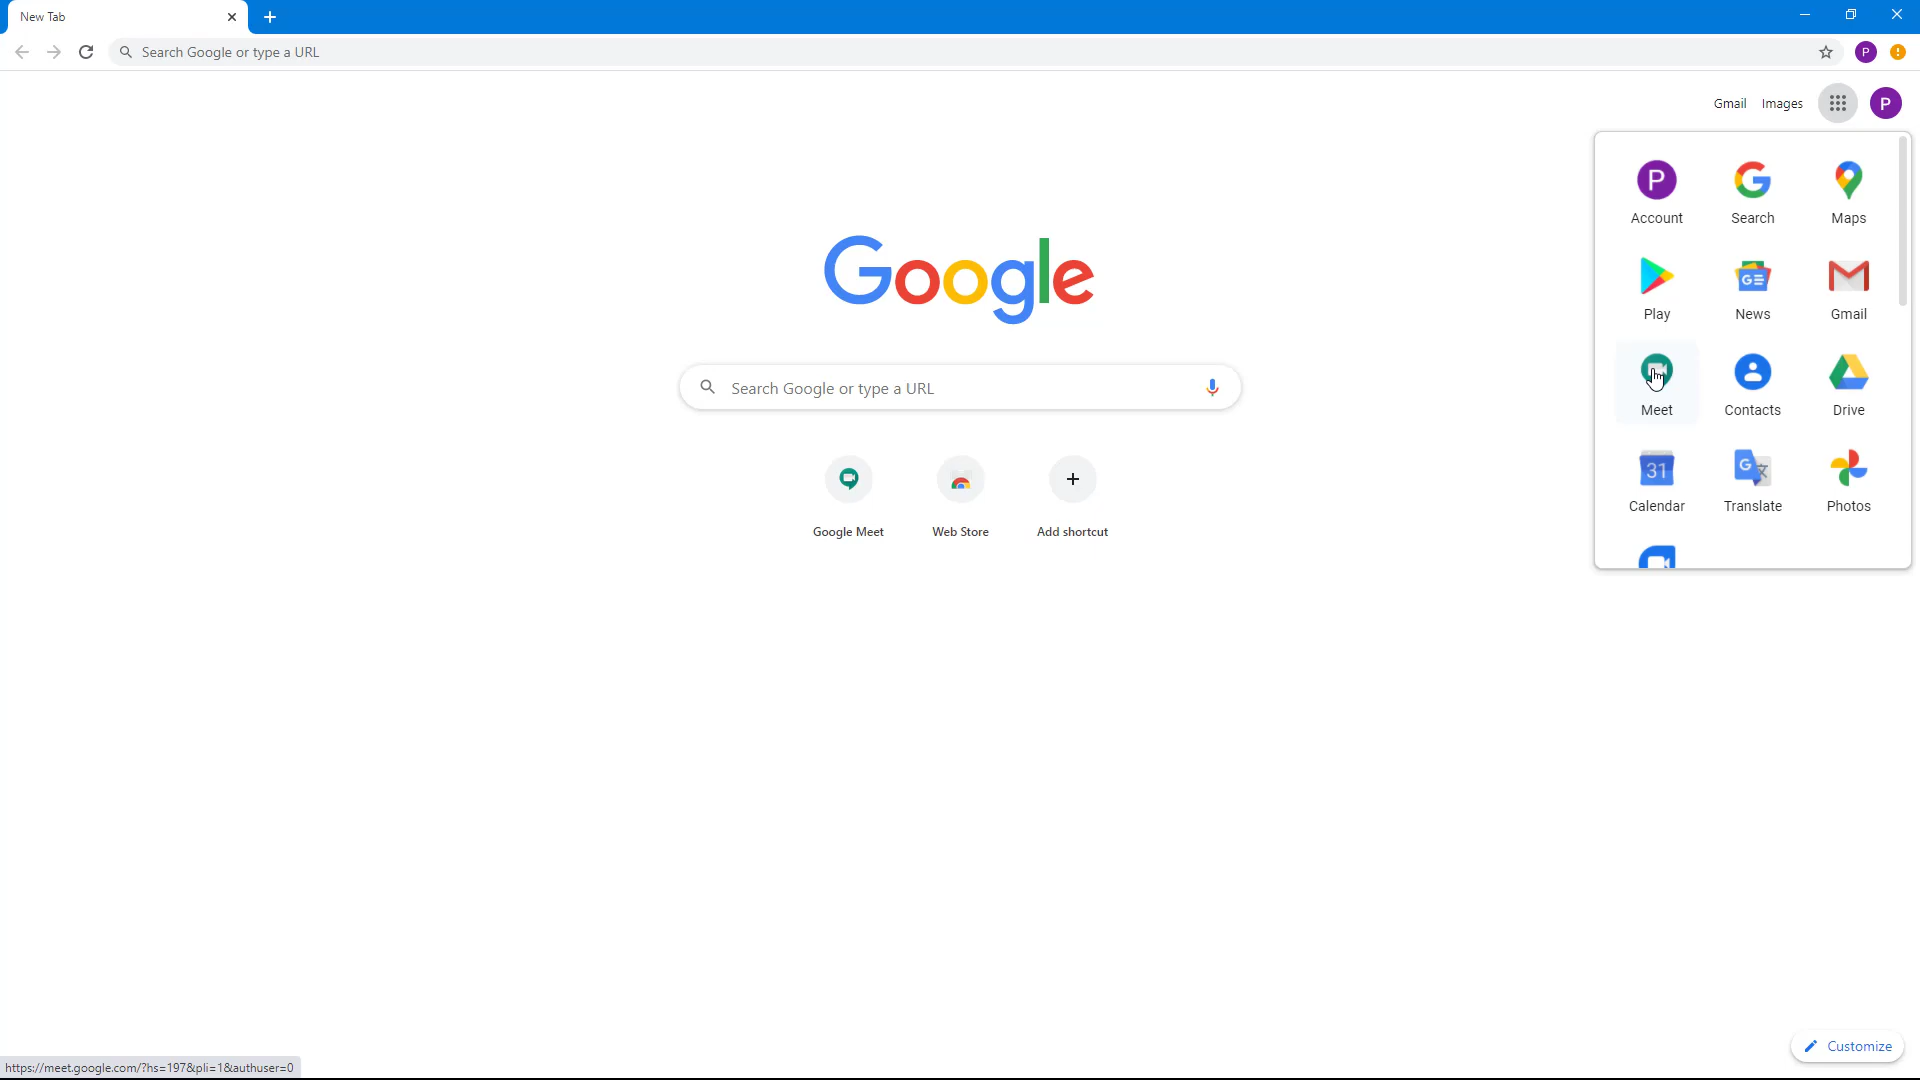 New Tab
Search Google or type a URL
P
Gmail Images P
P
Account Search Maps
Google
GE
Play News Gmail
Search Google or type a URL
Meet Contacts Drive
31 G
Calendar Translate Photos
Google Meet Web Store Add shortcut
Customize
https://meet.google.com/?hs=197&pli=1&authuser=0